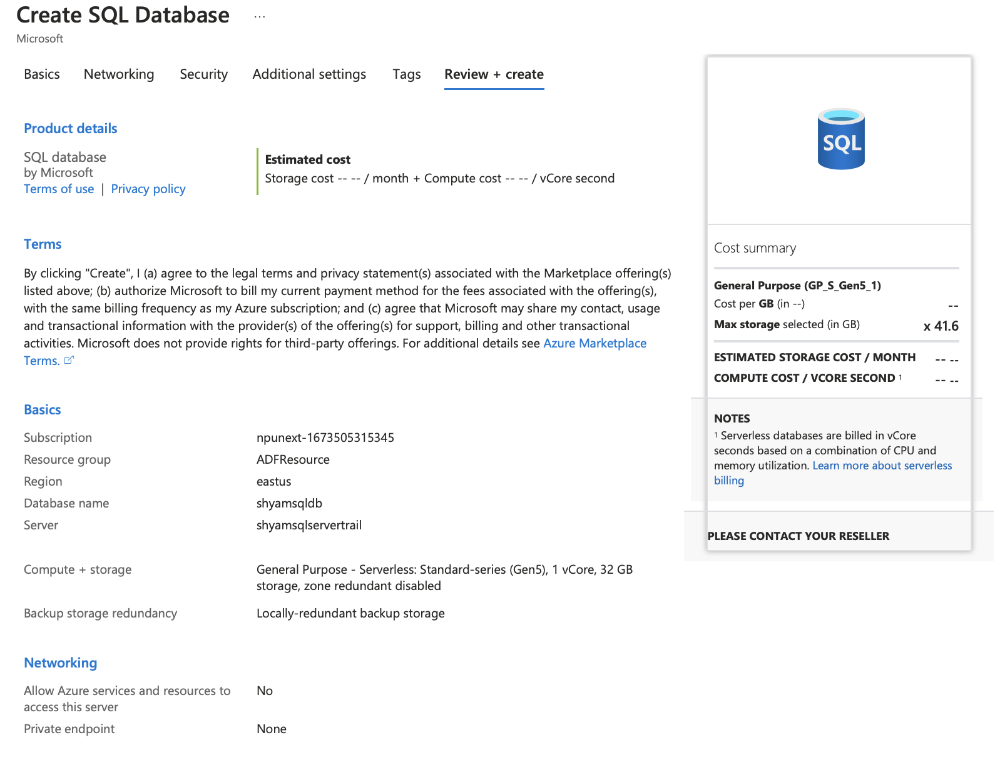 Create SQL Database ...
Microsoft
Basics Networking Security Additional settings Tags Review + create
Product details
SQL database
by Microsoft
Terms of use | Privacy policy
Estimated cost
Storage cost -- -- / month + Compute cost -- -- / vCore second
Terms
By clicking "Create", I (a) agree to the legal terms and privacy statement(s) associated with the Marketplace offering(s)
listed above; (b) authorize Microsoft to bill my current payment method for the fees associated with the offering(s),
with the same billing frequency as my Azure subscription; and (c) agree that Microsoft may share my contact, usage
and transactional information with the provider(s) of the offering(s) for support, billing and other transactional
activities. Microsoft does not provide rights for third-party offerings. For additional details see Azure Marketplace
Terms.
Basics
Subscription npunext-1673505315345
Resource group ADFResource
Region eastus
Database name shyamsqldb
Server shyamsqlservertrail
Compute + storage General Purpose - Serverless: Standard-series (Gen5), 1 vCore, 32 GB
storage, zone redundant disabled
Backup storage redundancy Locally-redundant backup storage
Networking
Allow Azure services and resources to No
access this server
Private endpoint None
SQL
Cost summary
General Purpose (GP_S_Gen5_1)
Cost per GB (in --) --
Max storage selected (in GB) x 41.6
ESTIMATED STORAGE COST / MONTH -- --
COMPUTE COST / VCORE SECOND ¹ -- --
NOTES
¹ Serverless databases are billed in vCore
seconds based on a combination of CPU and
memory utilization. Learn more about serverless
billing
PLEASE CONTACT YOUR RESELLER